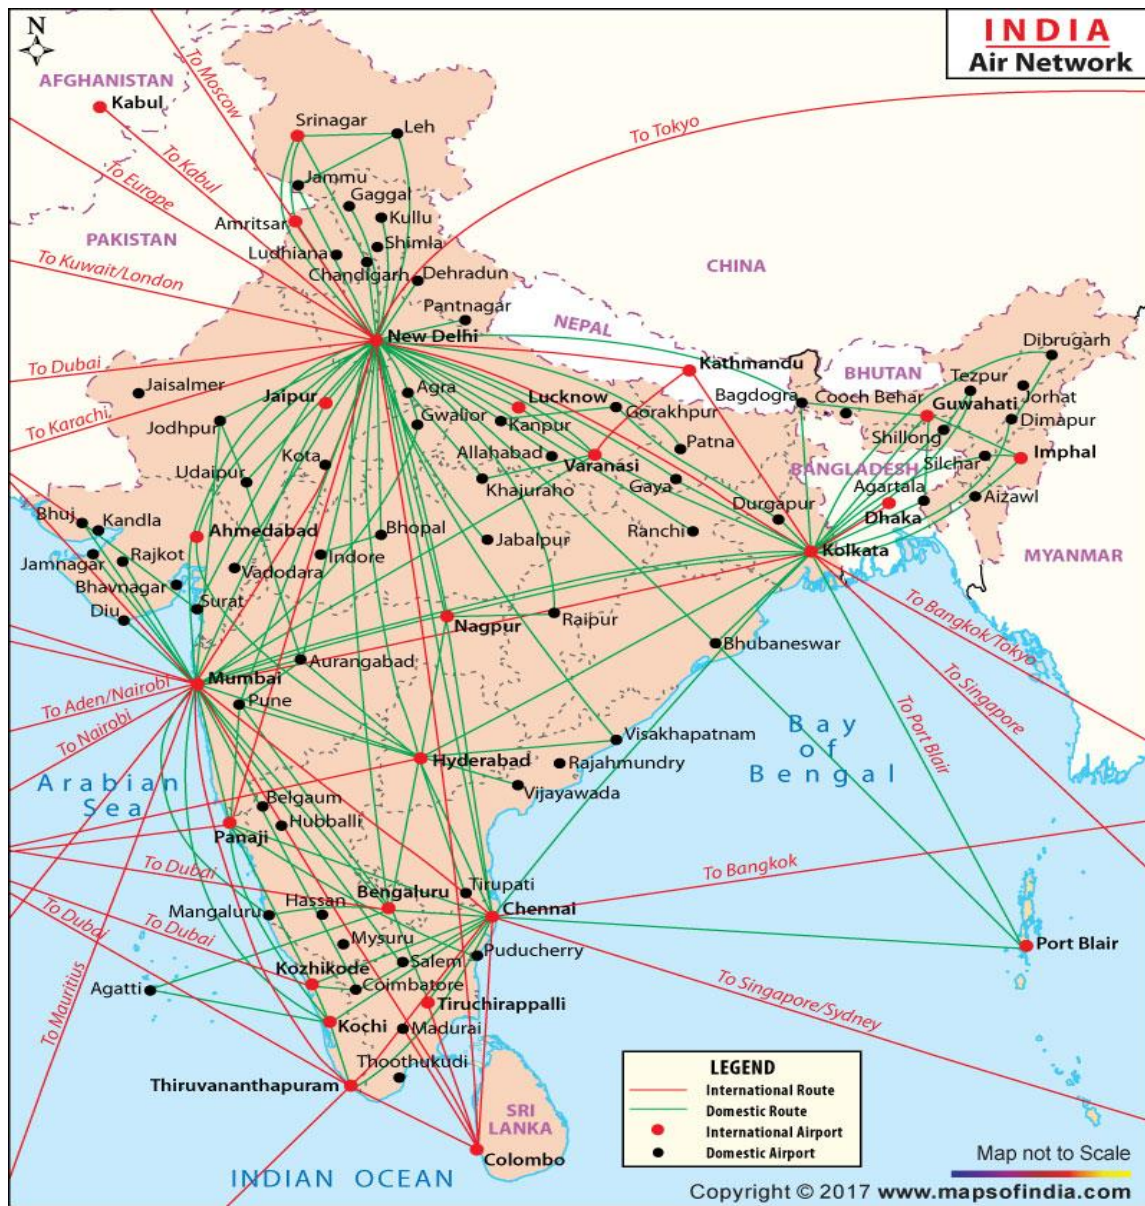 N
INDIA
Air Network
AFGHANISTAN
Kabul
To Moscow
Srinagar
Leh
To Tokyo
To Kabul
To Europe
Jammu
Gaggal
Amritsar
Kullu
PAKISTAN
Ludhiana
Shimla
Chandigarh
Dehradun
To Kuwait/London
CHINA
Pantnagar
New Delhi
NEPAL
Kathmandu
To Dubai
Jaisalmer
Jaipur
Agra
Lucknow
Bagdogra
BHUTAN
Cooch Behar
Tezpur
Dibrugarh
Jorhat
Guwahati
To Karachi
Jodhpur
Gwalior
Kanpur
Gorakhpur
Shillong
Dimapur
Udaipur
Kota
Allahabad
Varanasi
Patna
BANGLADESH
Silchar
Imphal
Khajuraho
Gaya
Agartala
Aizawl
Bhuj
Kandla
Ahmedabad
Bhopal
Durgapur
Dhaka
Jamnagar
Rajkot
Indore
Jabalpur
Ranchi
Kolkata
MYANMAR
Bhavnagar
Vadodara
Diu
Surat
Nagpur
Raipur
To Bangkok/Tokyo
Bhubaneswar
Aurangabad
Mumbai
To Aden/Nairobi
Pune
To Singapore
To Nairobi
To Port Blair
Visakhapatnam
Bay
of
Bengal
Arabian
Sea
Hyderabad
Rajahmundry
Vijayawada
Belgaum
Hubballi
Panaji
To Dubai
To Bangkok
Bengaluru
Tirupati
Chennai
Mangaluru
Hassan
To Dubai
To Dubai
Mysuru
Puducherry
Port Blair
Salem
Kozhikode
Agatti
Coimbatore
Tiruchirappalli
To Singapore/Sydney
To Mauritius
Kochi
Madurai
Thoothukudi
Thiruvananthapuram
SRI
LANKA
Colombo
INDIAN OCEAN
LEGEND
International Route
Domestic Route
International Airport
Domestic Airport
Map not to Scale
Copyright © 2017 www.mapsofindia.com